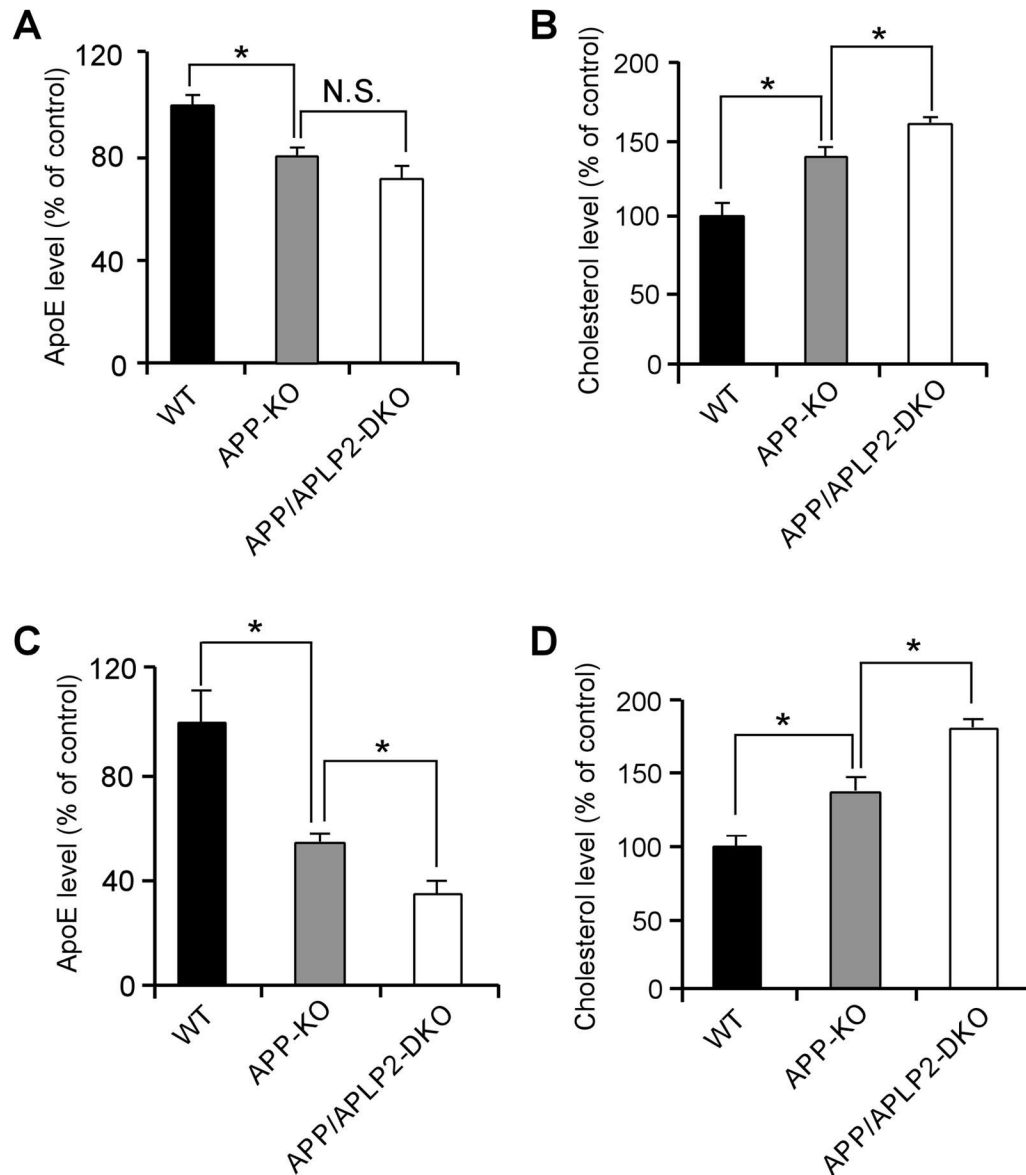 A
ApoE level (% of control)
120
80
40
0
*
N.S.
WT
APP-KO
APP/APLP2-DKO
B
Cholesterol level (% of control)
200
150
100
50
0
*
*
WT
APP-KO
APP/APLP2-DKO
C
ApoE level (% of control)
120
80
40
0
*
*
WT
APP-KO
APP/APLP2-DKO
D
Cholesterol level (% of control)
200
150
100
50
0
*
*
WT
APP-KO
APP/APLP2-DKO